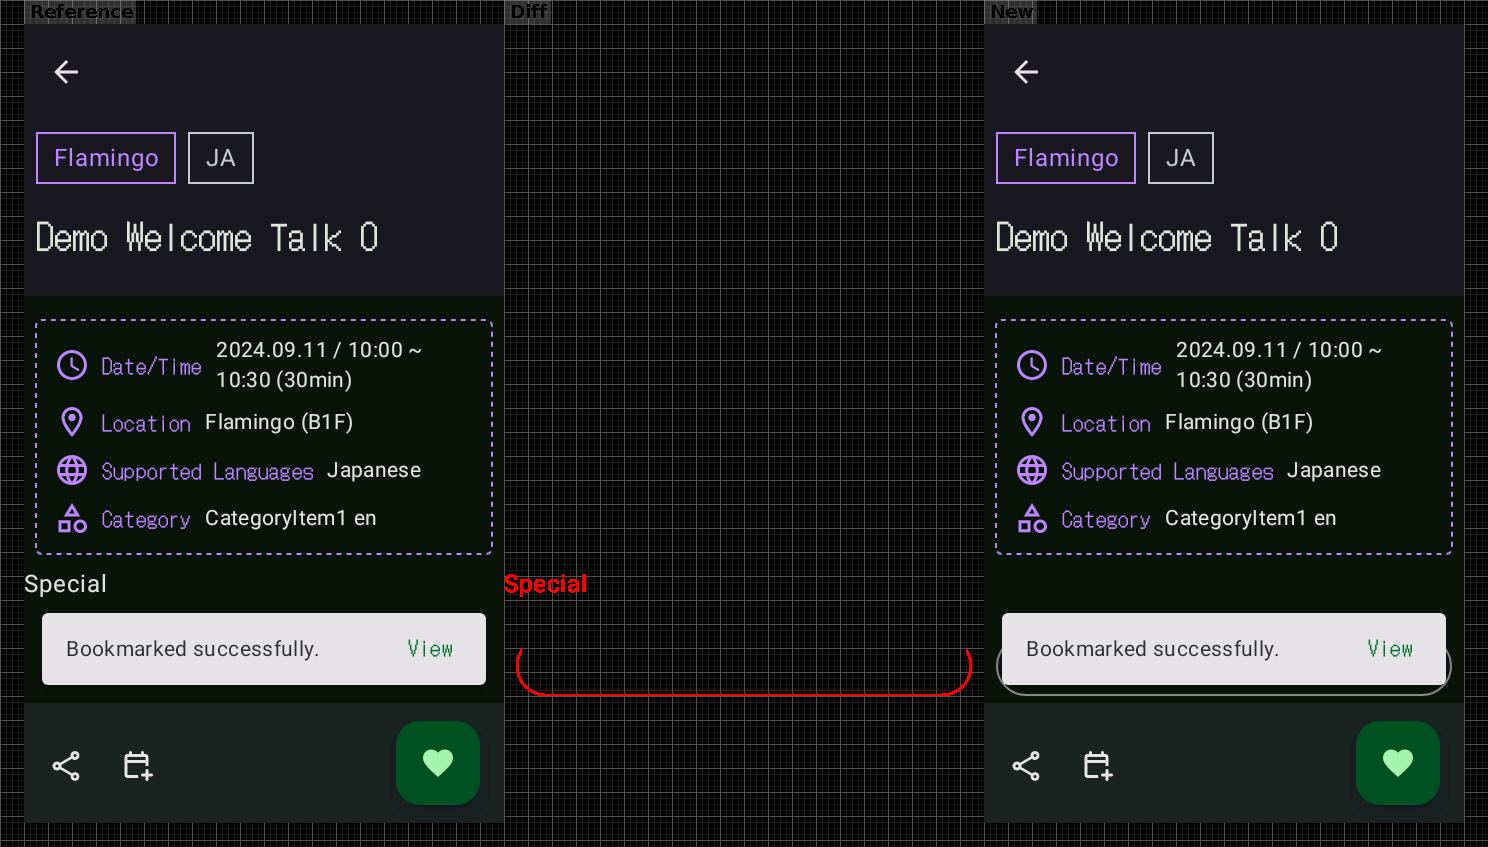 Reference
Flamingo
JA
Demo Welcome Talk 0
Date/Time
2024.09.11 / 10:00 ~
10:30 (30min)
Location Flamingo (B1F)
Supported Languages Japanese
Category CategoryItem1 en
Special
Bookmarked successfully. View
Diff
Special
New
Flamingo
JA
Demo Welcome Talk 0
Date/Time
2024.09.11 / 10:00 ~
10:30 (30min)
Location Flamingo (B1F)
Supported Languages Japanese
Category CategoryItem1 en
Bookmarked successfully. View